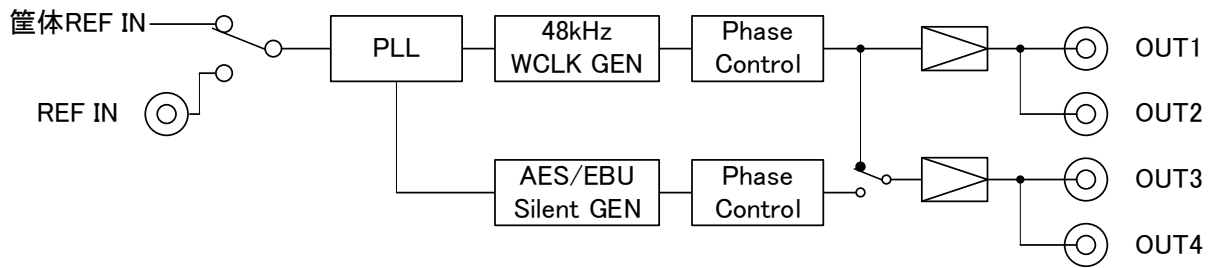 筐体REF IN
REF IN
PLL
48kHz
WCLK GEN
Phase
Control
AES/EBU
Silent GEN
Phase
Control
OUT1
OUT2
OUT3
OUT4